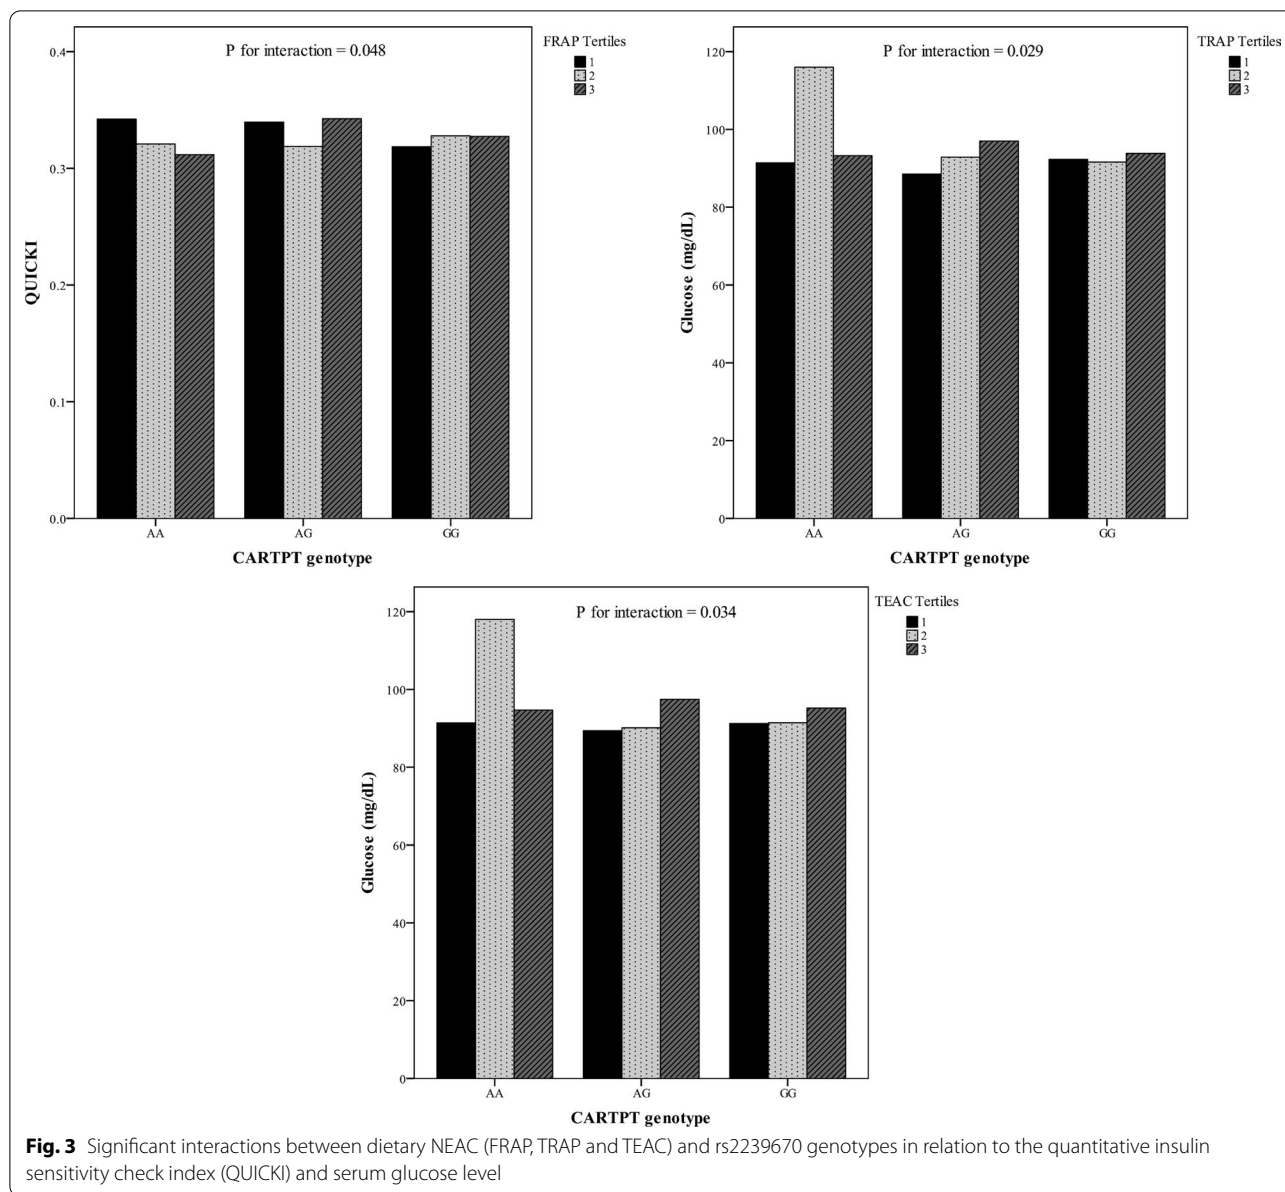 P for interaction = 0.048
FRAP Tertiles
1
2
3
0.4
0.3
0.2
0.1
0.0
QUICKI
AA
AG
GG
CARTPT genotype
P for interaction = 0.029
TRAP Tertiles
1
2
3
120
100
80
60
40
20
0
Glucose (mg/dL)
AA
AG
GG
CARTPT genotype
P for interaction = 0.034
TEAC Tertiles
1
2
3
120
100
80
60
40
20
0
Glucose (mg/dL)
AA
AG
GG
CARTPT genotype
Fig. 3 Significant interactions between dietary NEAC (FRAP, TRAP and TEAC) and rs2239670 genotypes in relation to the quantitative insulin
sensitivity check index (QUICKI) and serum glucose level